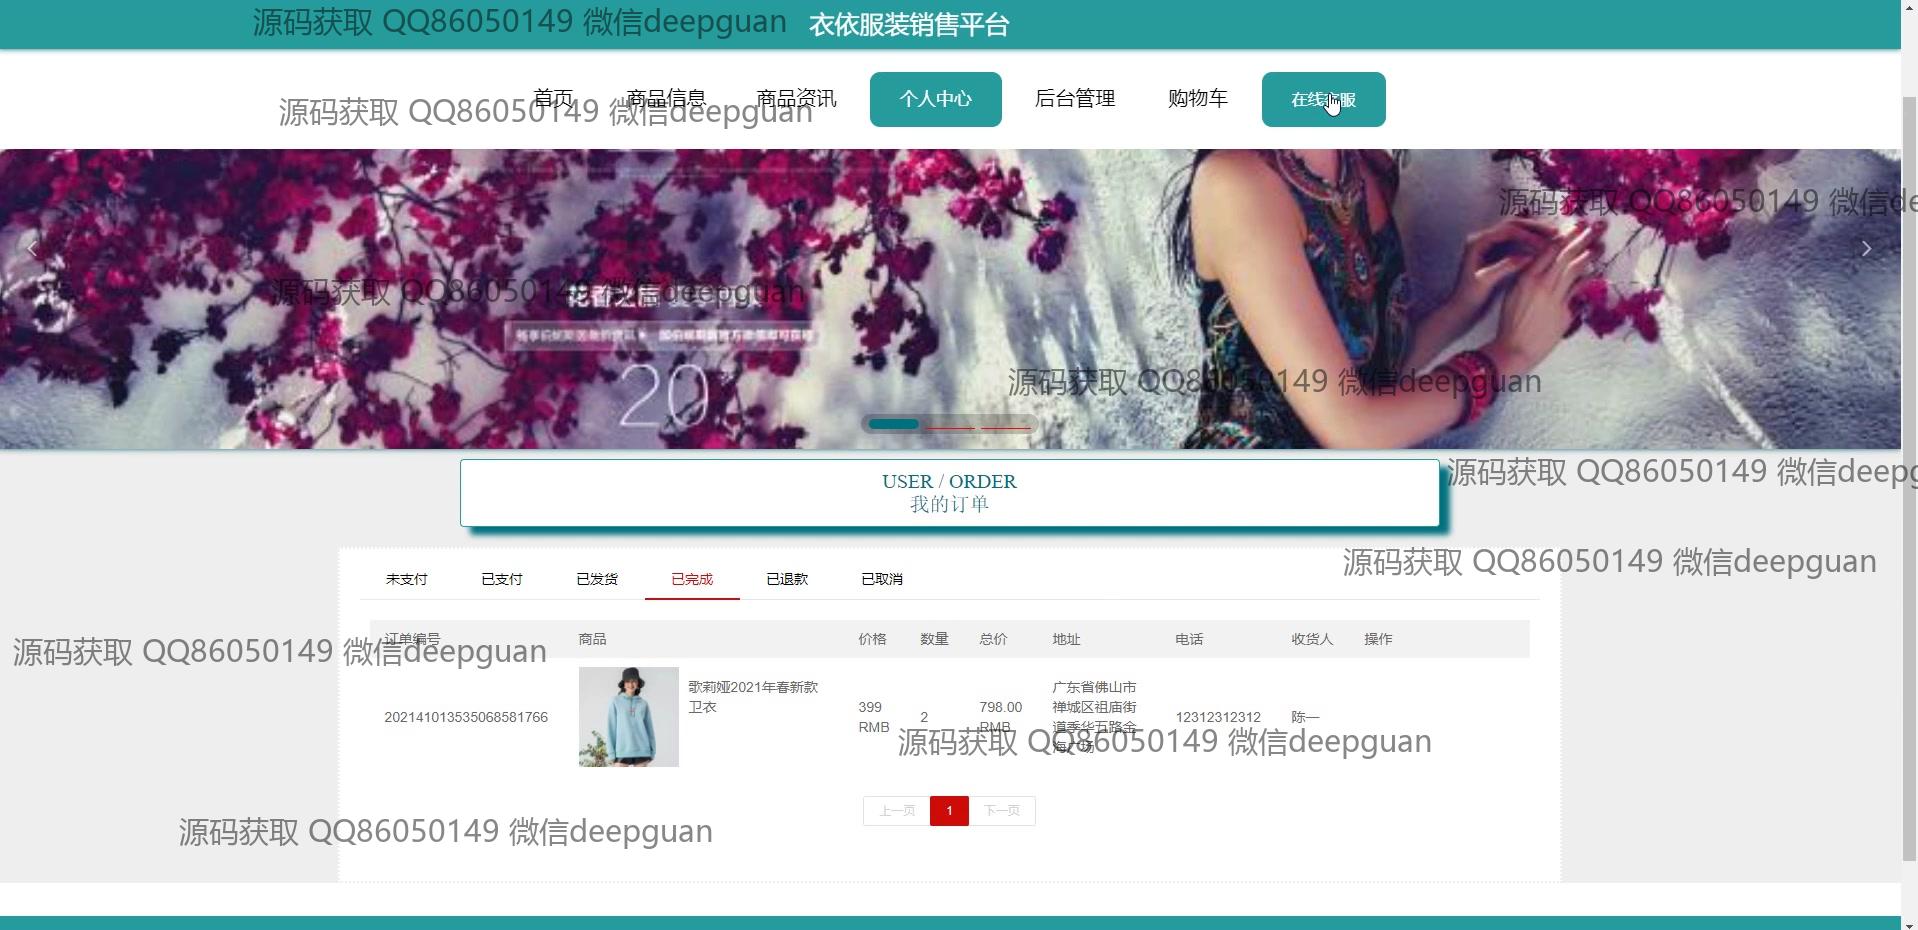 源码获取 QQ86050149 微信deepguan
衣依服装销售平台
首页
商品信息
商品资讯
个人中心
后台管理
购物车
在线客服
源码获取 QQ86050149 微信deepguan
源码获取 QQ86050149 微信de
源码获取 QQ86050149 微信deepguan
20
源码获取 QQ86050149 微信deepguan
USER / ORDER
我的订单
源码获取 QQ86050149 微信deepg
源码获取 QQ86050149 微信deepguan
未支付
已支付
已发货
已完成
已退款
已取消
订单编号
商品
价格
数量
总价
地址
电话
收货人
操作
源码获取 QQ86050149 微信deepguan
202141013535068581766
歌莉娅2021年春新款
卫衣
399
RMB
2
798.00
RMB
广东省佛山市
禅城区祖庙街
道季华五路金
海广场
12312312312
陈一
源码获取 QQ86050149 微信deepguan
上一页
1
下一页
源码获取 QQ86050149 微信deepguan